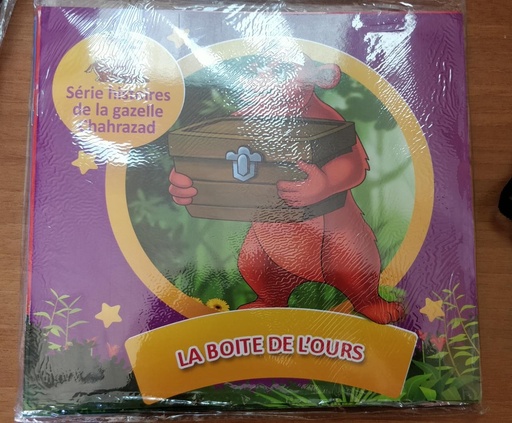 Série histoires
de la gazelle
Chahrazad
LA BOITE DE L'OURS